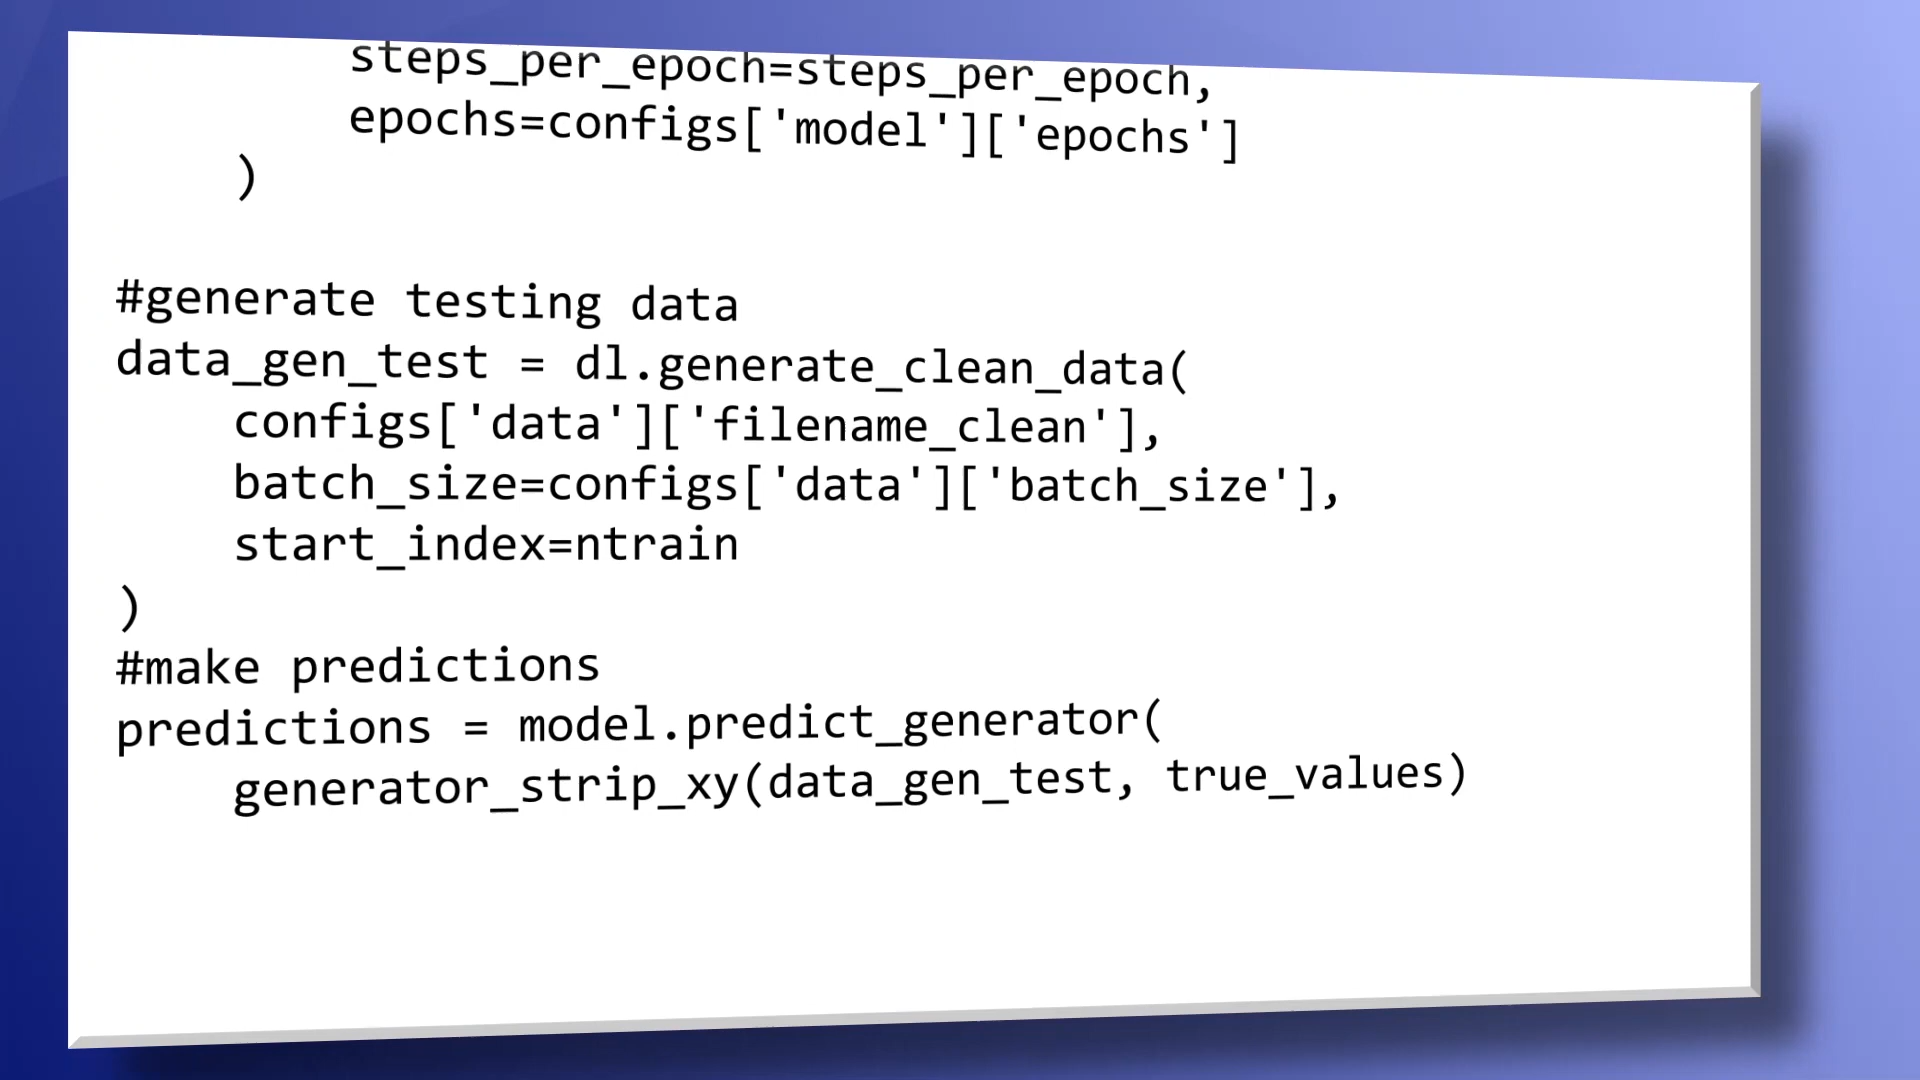 steps_per_epoch=steps_per_epoch,
epochs=configs['model']['epochs']
)
#generate testing data
data_gen_test = dl.generate_clean_data(
configs['data']['filename_clean'],
batch_size=configs['data']['batch_size'],
start_index=ntrain
)
#make predictions
predictions = model.predict_generator(
generator_strip_xy(data_gen_test, true_values)